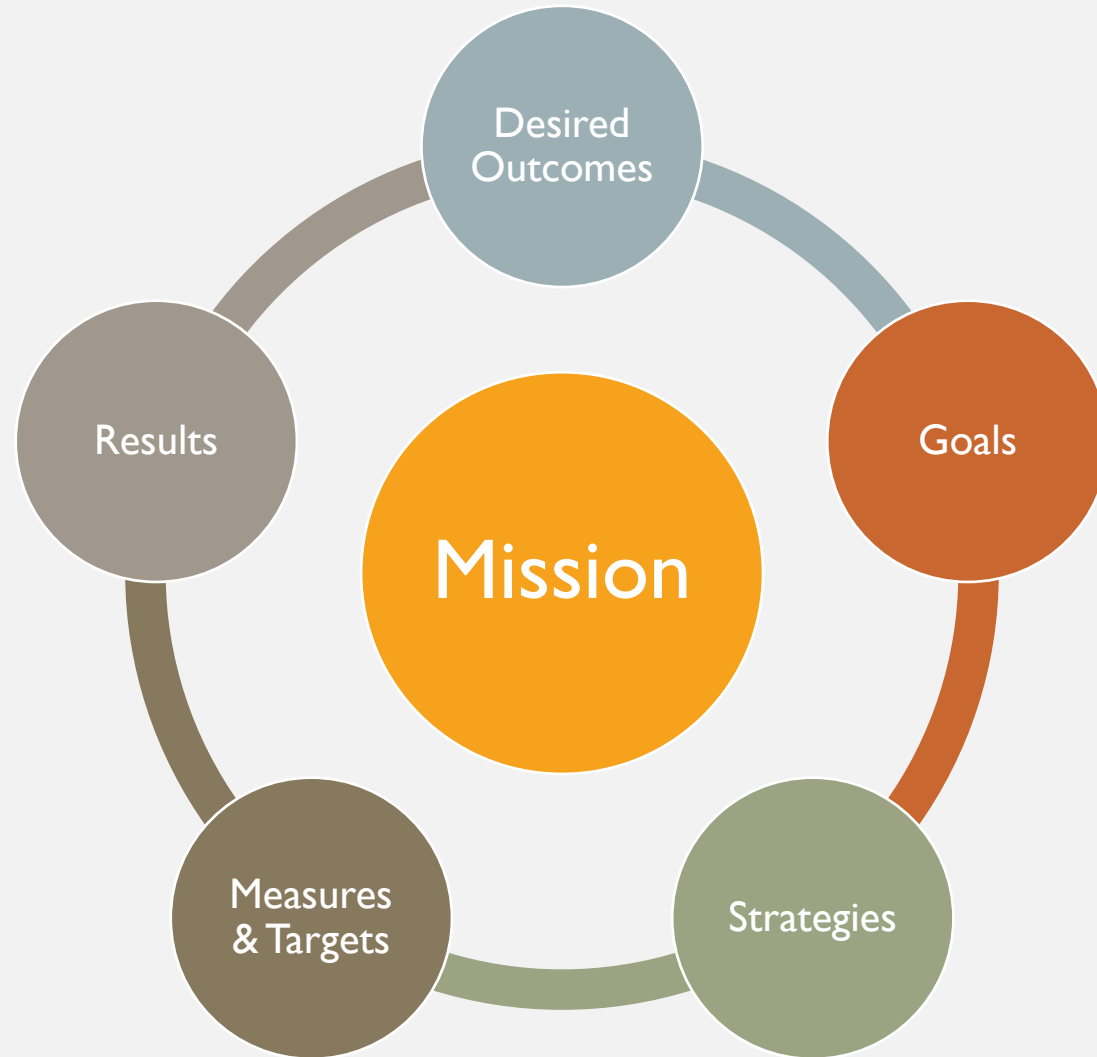 Desired
Outcomes
Results
Goals
Mission
Measures
& Targets
Strategies